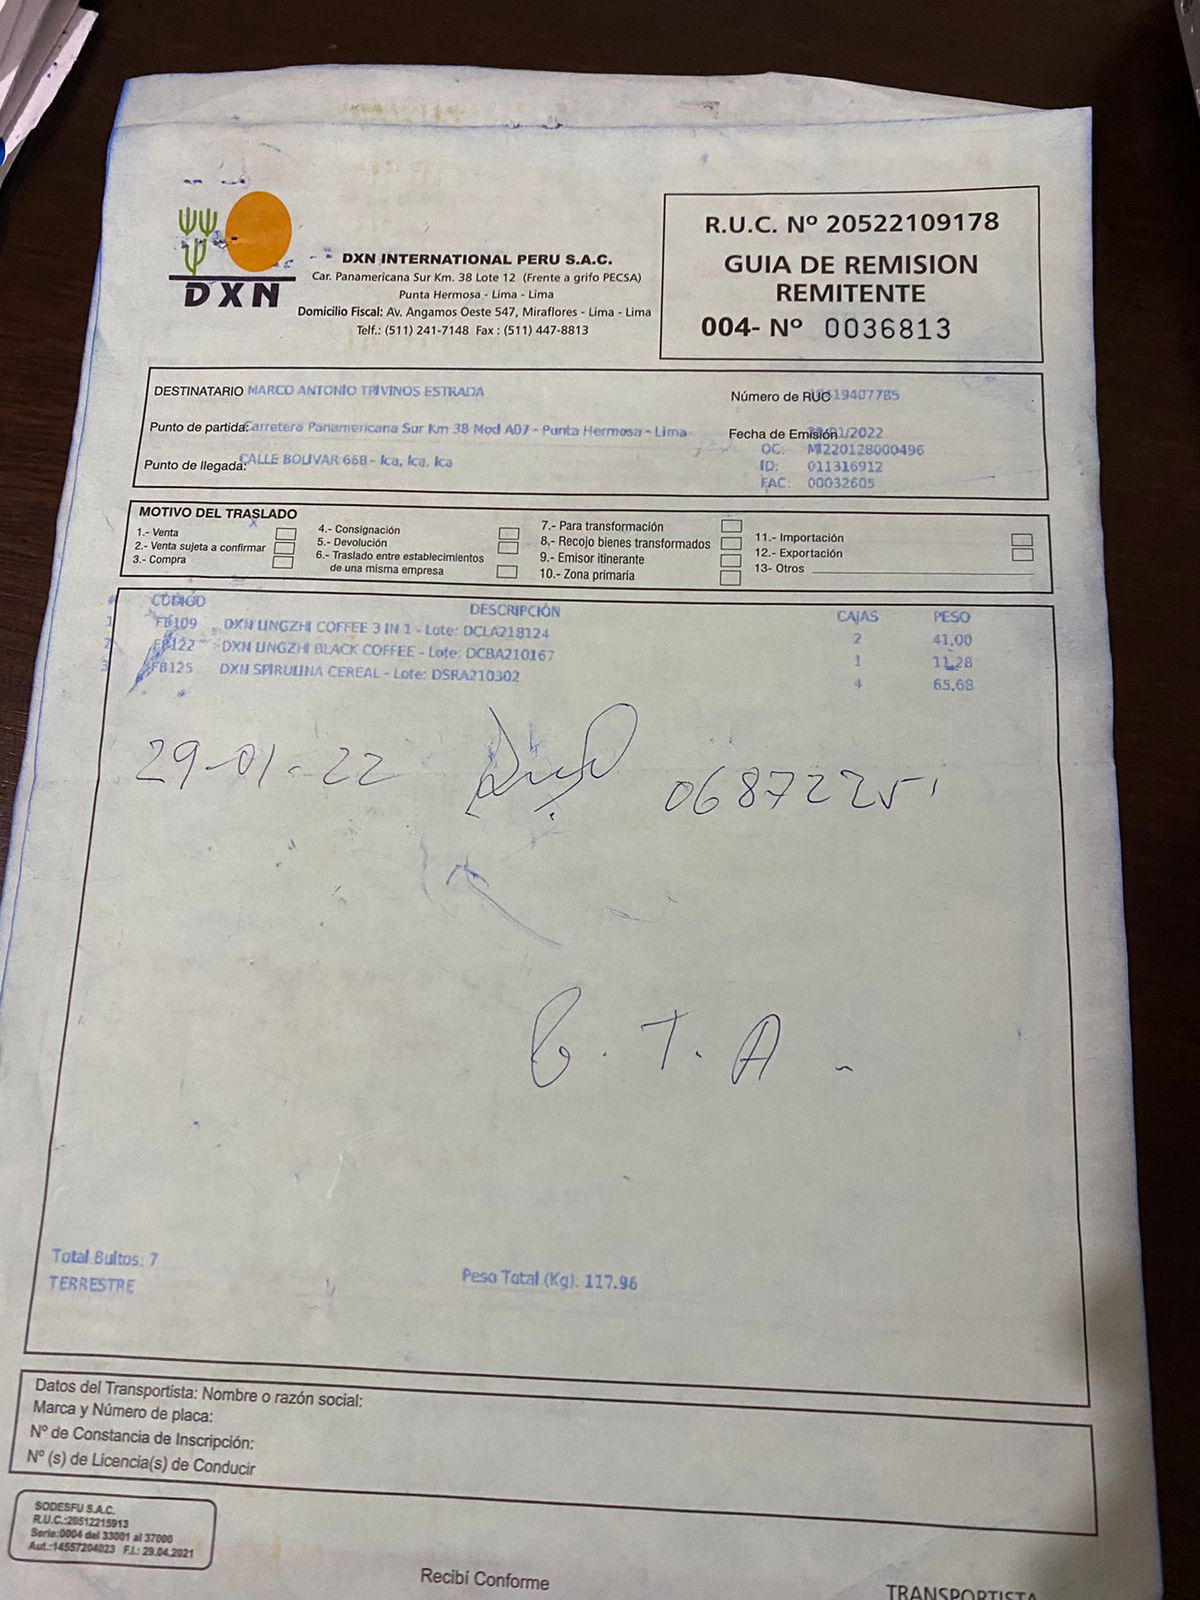 DXN
DXN INTERNATIONAL PERU S.A.C.
Car. Panamericana Sur Km. 38 Lote 12 (Frente a grifo PECSA)
Punta Hermosa - Lima - Lima
Domicilio Fiscal: Av. Angamos Oeste 547, Miraflores - Lima - Lima
Telf.: (511) 241-7148 Fax : (511) 447-8813
R.U.C. Nº 20522109178
GUIA DE REMISION
REMITENTE
004- Nº 0036813
DESTINATARIO MARCO ANTONIO TRIVINOS ESTRADA
Número de RUC 19407785
Punto de partida: Carretera Panamericana Sur Km 38 Mod A07 - Punta Hermosa - Lima
Fecha de Emisión /2022
OC: MI220128000496
Punto de llegada: CALLE BOLIVAR 668 - Ica, Ica, Ica
ID: 011316912
FAC: 00032605
MOTIVO DEL TRASLADO
1.- Venta
2.- Venta sujeta a confirmar
3.- Compra
4.- Consignación
5.- Devolución
6.- Traslado entre establecimientos
de una misma empresa
7.- Para transformación
8.- Recojo bienes transformados
9.- Emisor itinerante
10.- Zona primaria
11.- Importación
12.- Exportación
13- Otros
# CÓDIGO DESCRIPCIÓN CAJAS PESO
1 FB109 DXN LINGZHI COFFEE 3 IN 1 - Lote: DCLA218124 2 41,00
2 FB122 DXN LINGZHI BLACK COFFEE - Lote: DCBA210167 1 11,28
3 FB125 DXN SPIRULINA CEREAL - Lote: DSRA210302 4 65,68
29-01-22 06872251
G. T. A -
Total Bultos: 7
TERRESTRE
Peso Total (Kg): 117.96
Datos del Transportista: Nombre o razón social:
Marca y Número de placa:
Nº de Constancia de Inscripción:
Nº (s) de Licencia(s) de Conducir
SODESFU S.A.C.
R.U.C.:20512215913
Serie:0004 del 33001 al 37000
Aut.:14557204023 F.I.: 29.04.2021
Recibí Conforme
TRANSPORTISTA